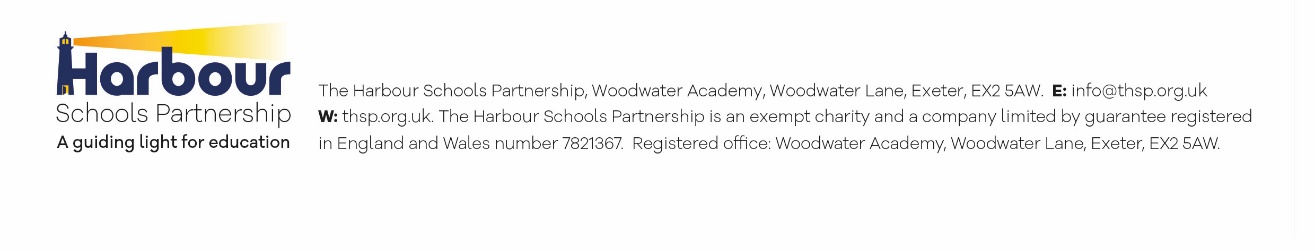 Harbour
Schools Partnership
A guiding light for education
The Harbour Schools Partnership, Woodwater Academy, Woodwater Lane, Exeter, EX2 5AW. E: info@thsp.org.uk
W: thsp.org.uk. The Harbour Schools Partnership is an exempt charity and a company limited by guarantee registered
in England and Wales number 7821367. Registered office: Woodwater Academy, Woodwater Lane, Exeter, EX2 5AW.